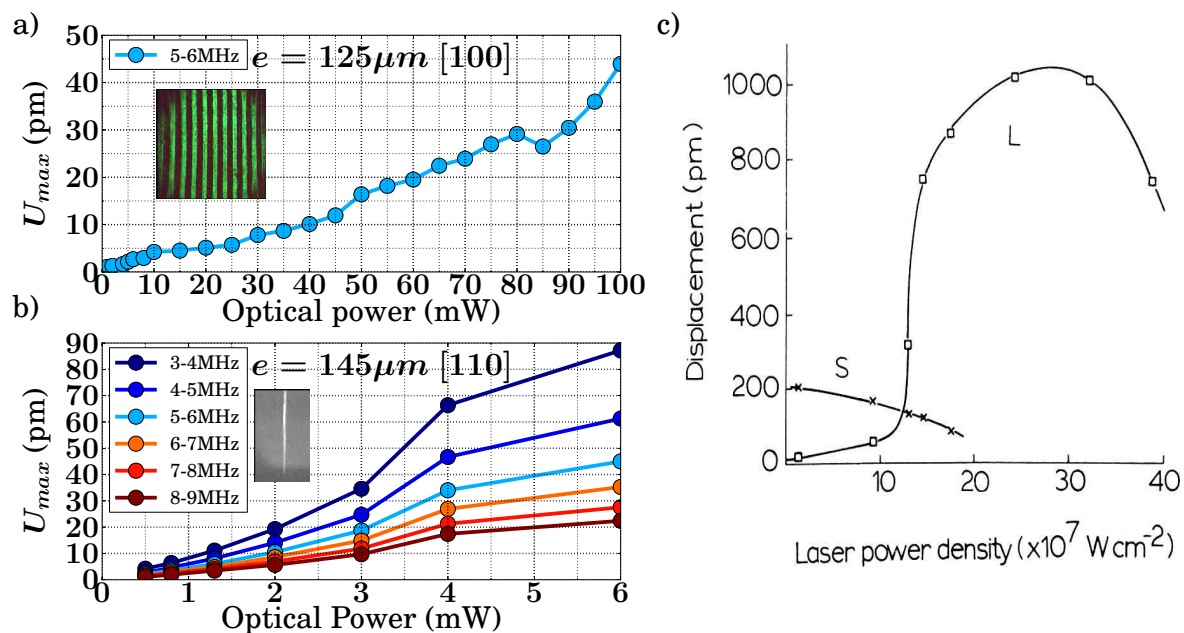 a)
50
40
30
20
10
0
U_max (pm)
5-6MHz
e = 125µm [100]
10 20 30 40 50 60 70 80 90 100
Optical power (mW)
b)
90
80
70
60
50
40
30
20
10
0
U_max (pm)
3-4MHz
4-5MHz
5-6MHz
6-7MHz
7-8MHz
8-9MHz
e = 145µm [110]
1 2 3 4 5 6
Optical Power (mW)
c)
1000
800
600
400
200
0
Displacement (pm)
L
S
10 20 30 40
Laser power density (x10⁷ W cm⁻²)